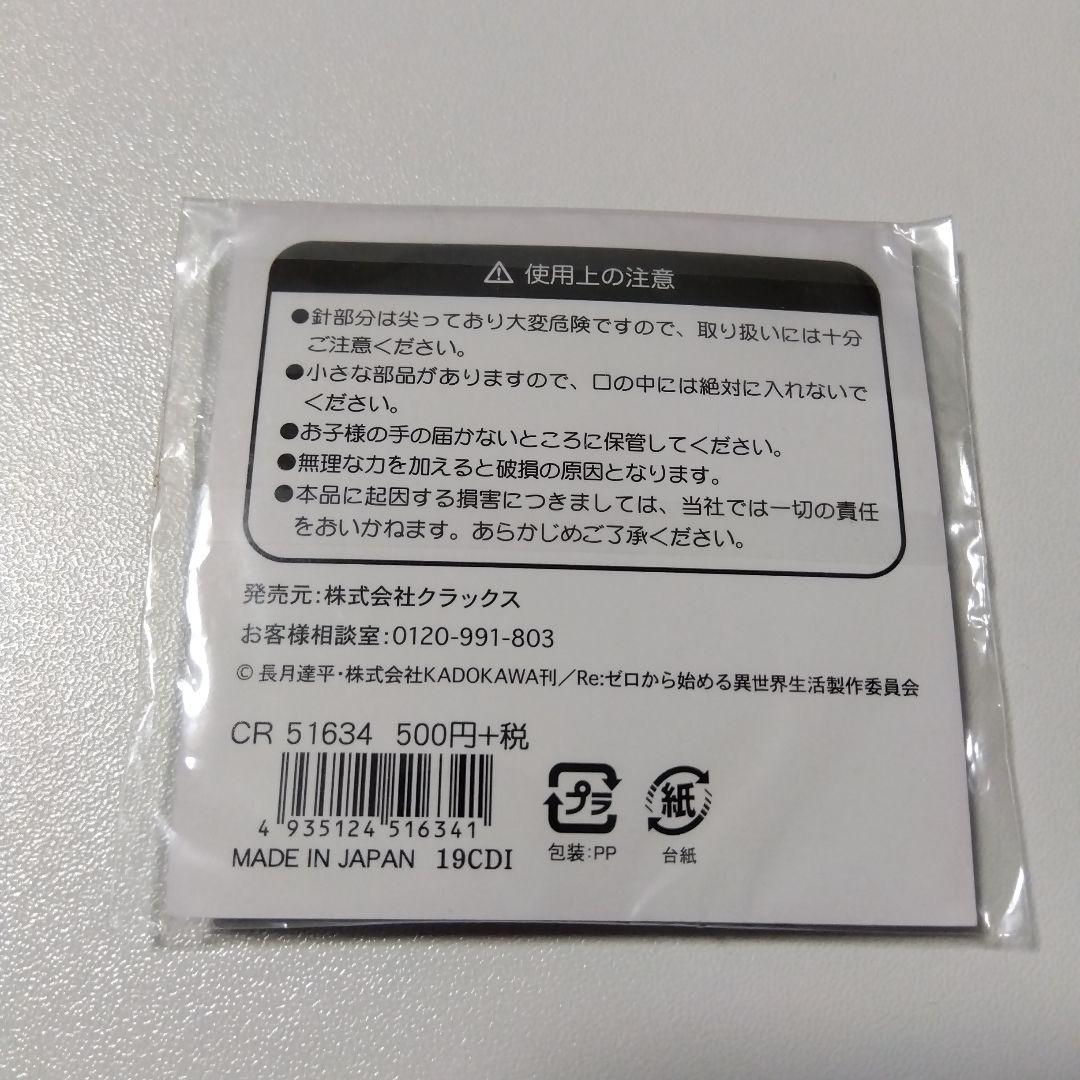 ⚠ 使用上の注意
●針部分は尖っており大変危険ですので、取り扱いには十分
ご注意ください。
●小さな部品がありますので、口の中には絶対に入れないで
ください。
●お子様の手の届かないところに保管してください。
●無理な力を加えると破損の原因となります。
●本品に起因する損害につきましては、当社では一切の責任
をおいかねます。あらかじめご了承ください。
発売元:株式会社クラックス
お客様相談室:0120-991-803
© 長月達平・株式会社KADOKAWA刊／Re:ゼロから始める異世界生活製作委員会
CR 51634 500円+税
4 935124 516341
MADE IN JAPAN 19CDI
プラ
包装:PP
紙
台紙